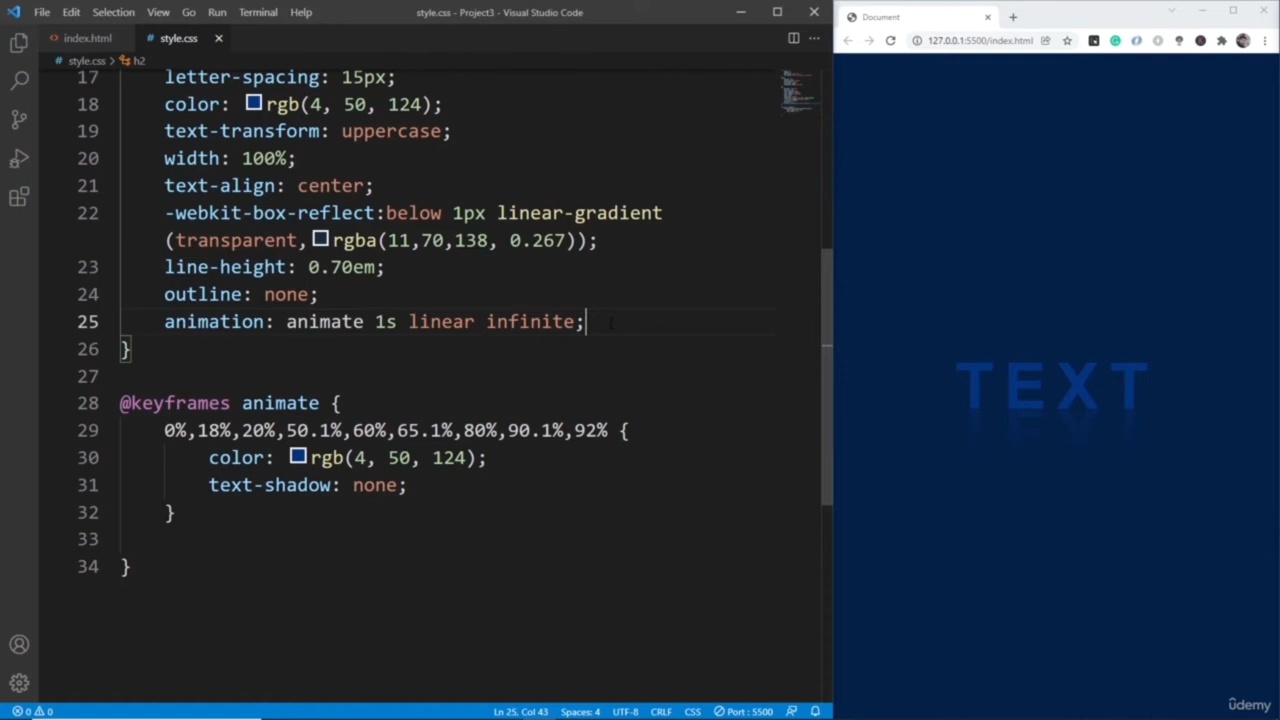 File Edit Selection View Go Run Terminal Help
style.css - Project3 - Visual Studio Code
index.html
style.css
style.css > h2
17 letter-spacing: 15px;
18 color: rgb(4, 50, 124);
19 text-transform: uppercase;
20 width: 100%;
21 text-align: center;
22 -webkit-box-reflect:below 1px linear-gradient
(transparent,rgba(11,70,138, 0.267));
23 line-height: 0.70em;
24 outline: none;
25 animation: animate 1s linear infinite;
26 }
27
28 @keyframes animate {
29 0%,18%,20%,50.1%,60%,65.1%,80%,90.1%,92% {
30 color: rgb(4, 50, 124);
31 text-shadow: none;
32 }
33
34 }
0 0
Ln 25, Col 43
Spaces: 4
UTF-8
CRLF
CSS
Port : 5500
Document
127.0.0.1:5500/index.html
TEXT
ûdemy